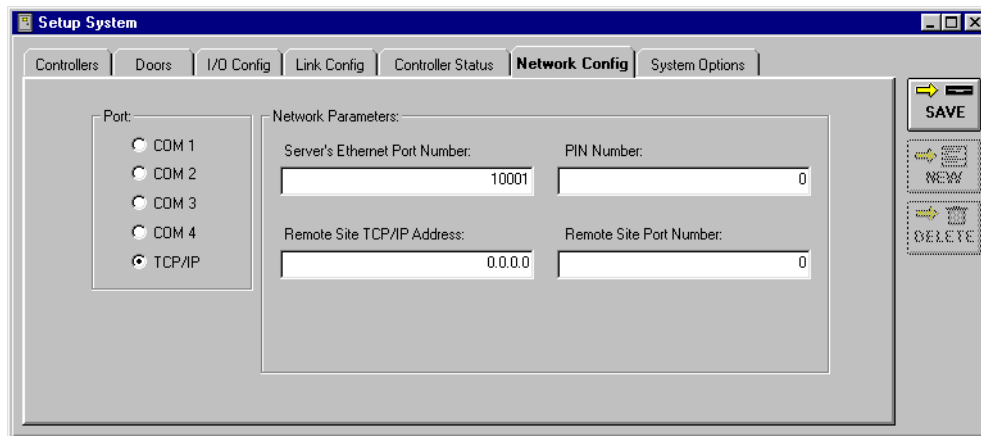 Setup System
Controllers Doors I/O Config Link Config Controller Status Network Config System Options
Port:
COM 1
COM 2
COM 3
COM 4
TCP/IP
Network Parameters:
Server's Ethernet Port Number: PIN Number:
10001 0
Remote Site TCP/IP Address: Remote Site Port Number:
0.0.0.0 0
SAVE
NEW
DELETE